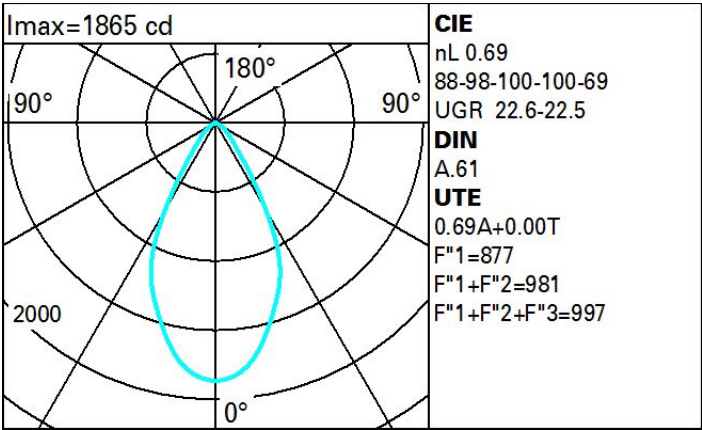 Imax=1865 cd
180°
90°
90°
2000
0°
CIE
nL 0.69
88-98-100-100-69
UGR 22.6-22.5
DIN
A.61
UTE
0.69A+0.00T
F"1=877
F"1+F"2=981
F"1+F"2+F"3=997